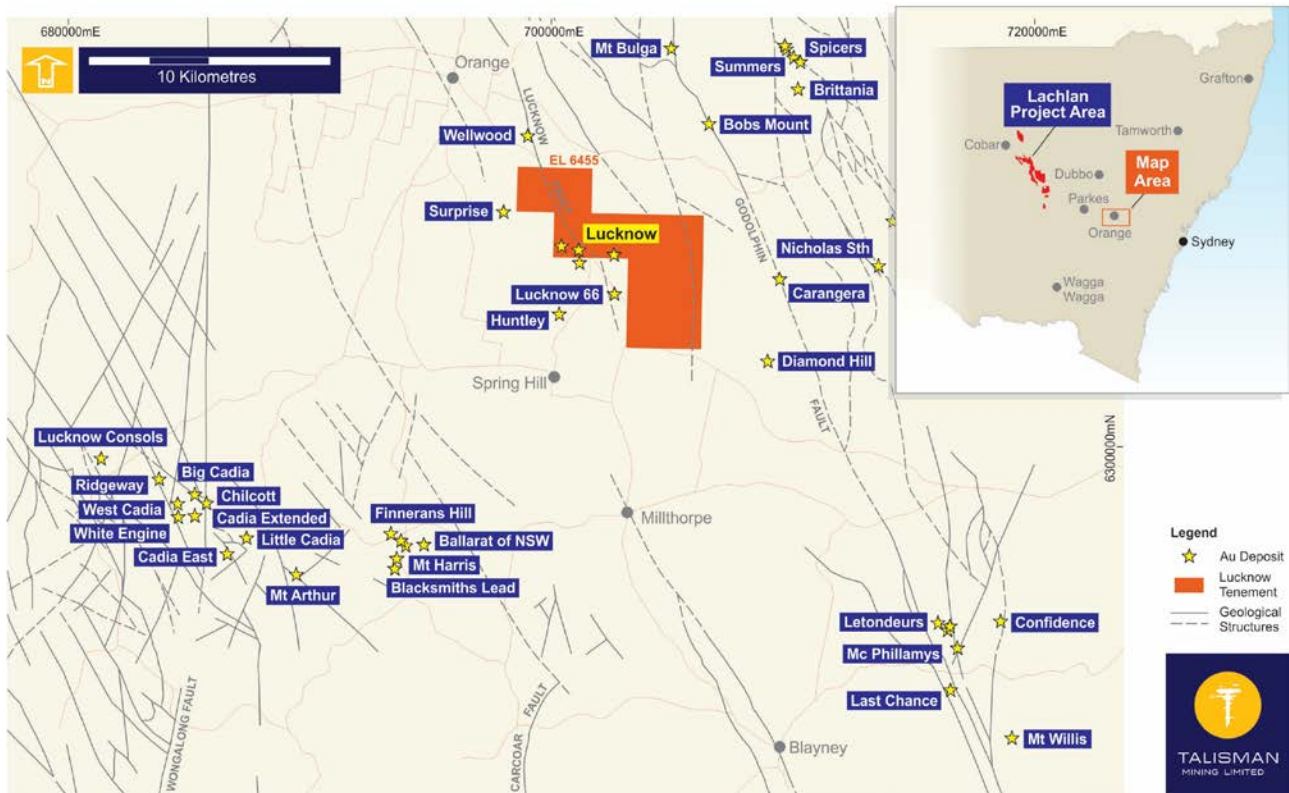 680000mE
700000mE
720000mE
N
10 Kilometres
Orange
Mt Bulga
Spicers
Summers
Brittania
LUCKNOW
Wellwood
Bobs Mount
EL 6455
Surprise
Lucknow
GODOLPHIN
Nicholas Sth
Lucknow 66
Carangera
Huntley
Diamond Hill
Spring Hill
FAULT
Lachlan
Project Area
Grafton
Tamworth
Cobar
Map
Area
Dubbo
Parkes
Orange
Sydney
Wagga
Wagga
6300000mN
Lucknow Consols
Big Cadia
Ridgeway
Chilcott
West Cadia
Cadia Extended
White Engine
Little Cadia
Cadia East
Mt Arthur
Finnerans Hill
Ballarat of NSW
Mt Harris
Blacksmiths Lead
Millthorpe
Letondeurs
Confidence
Mc Phillamys
Last Chance
Mt Willis
Blayney
WONGALONG FAULT
CARCOAR
FAULT
Legend
Au Deposit
Lucknow
Tenement
Geological
Structures
TALISMAN
MINING LIMITED